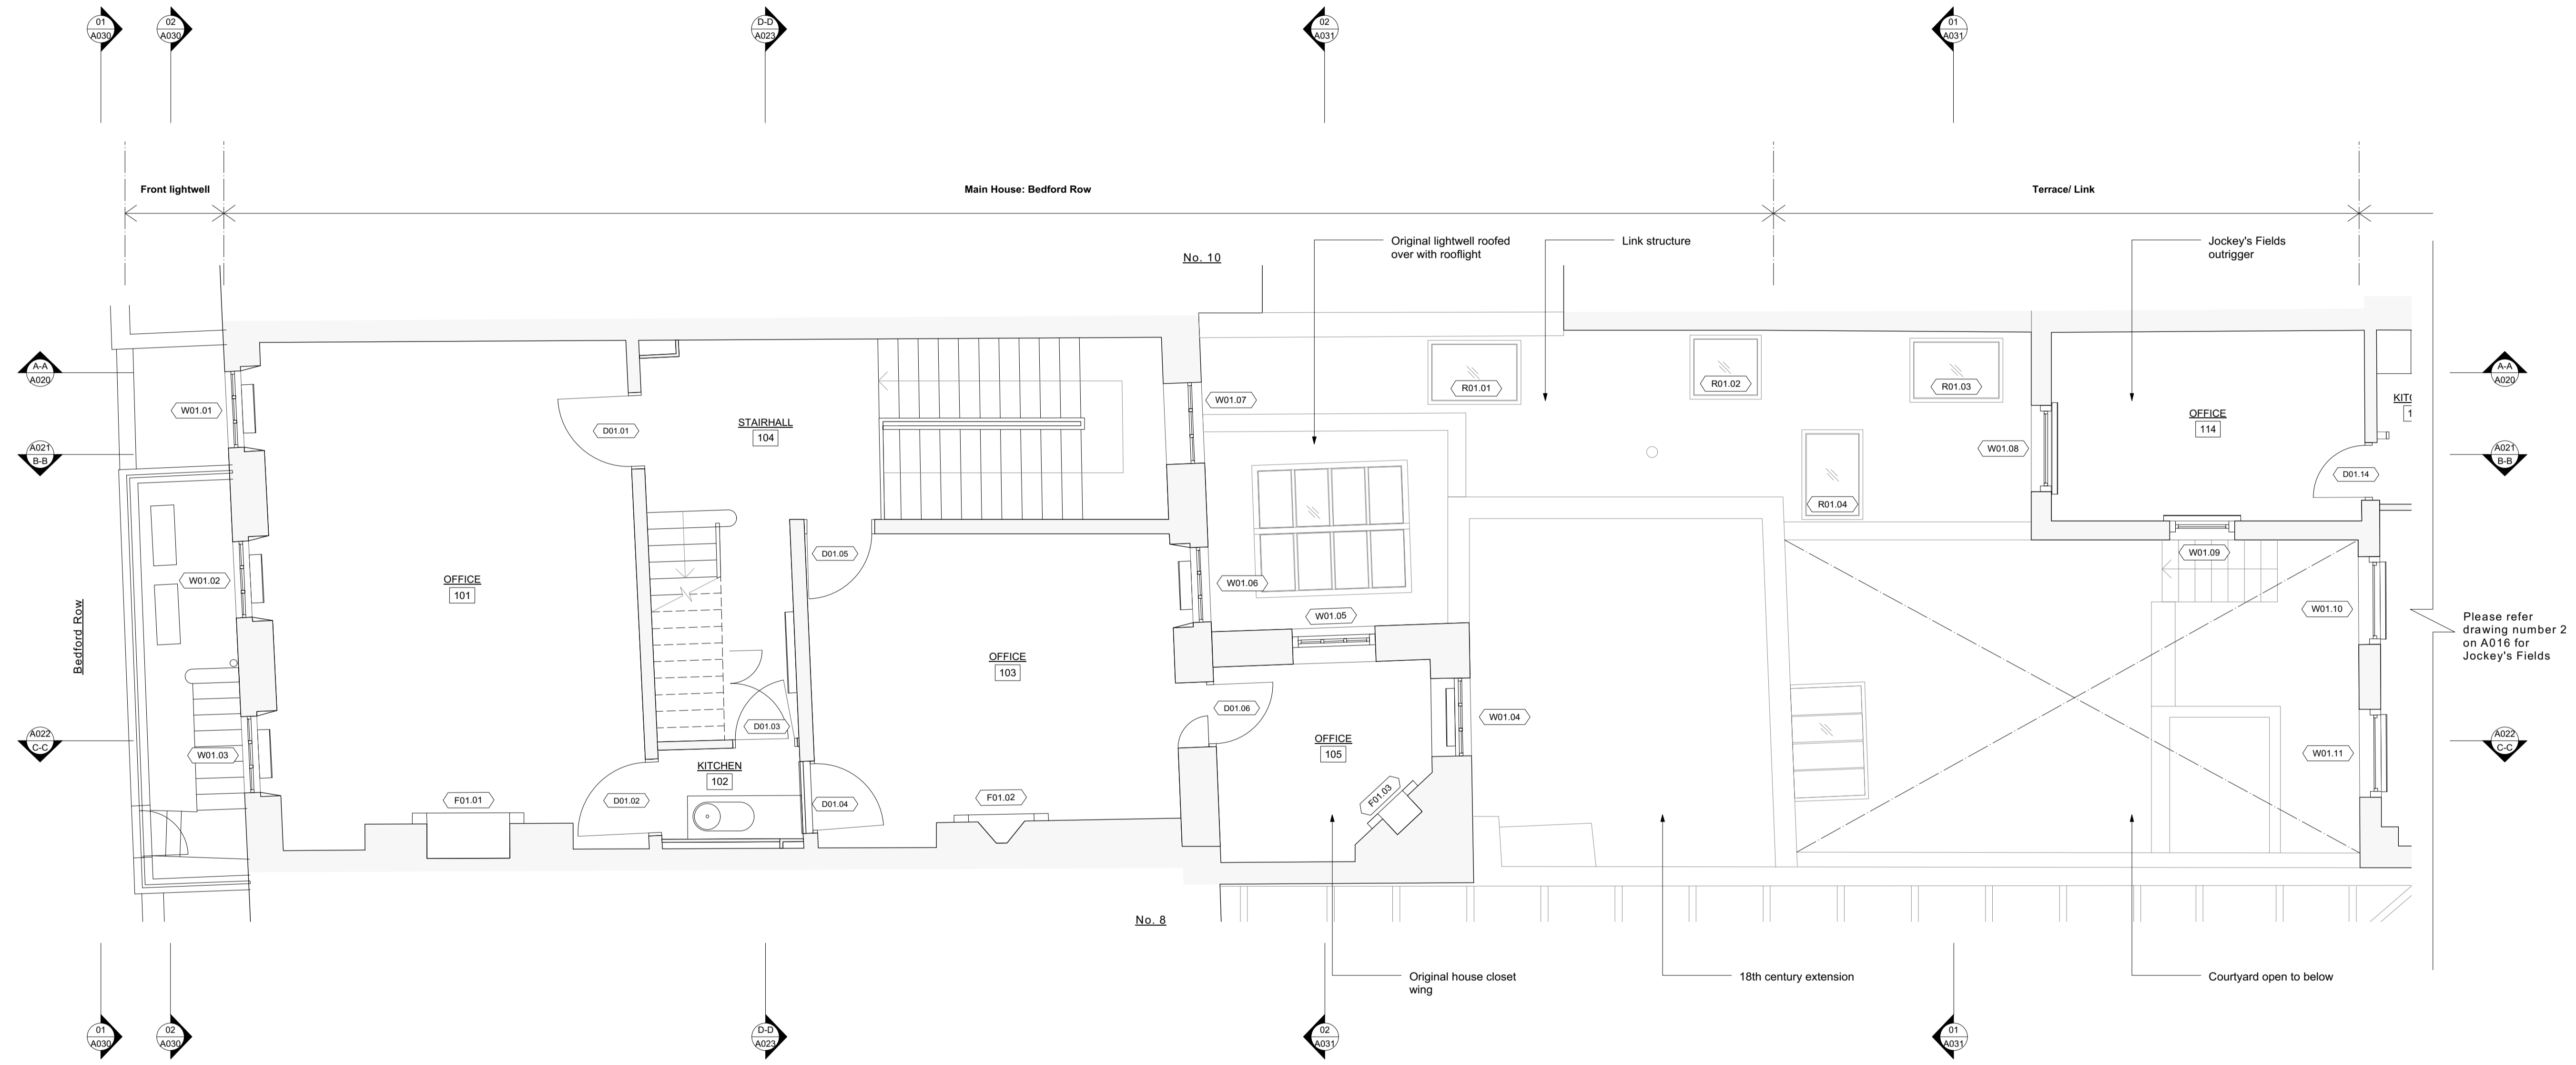 01
A030
02
A030
D-D
A023
02
A031
01
A031
Front lightwell
Main House: Bedford Row
Terrace/ Link
Original lightwell roofed
over with rooflight
Link structure
Jockey's Fields
outrigger
No. 10
A-A
A020
A-A
A020
R01.01
R01.02
R01.03
W01.01
W01.07
KITC
1
OFFICE
114
STAIRHALL
104
D01.01
A021
B-B
W01.08
A021
B-B
D01.14
R01.04
D01.05
W01.09
OFFICE
101
W01.02
W01.06
W01.05
W01.10
Bedford Row
Please refer
drawing number 2
on A016 for
Jockey's Fields
OFFICE
103
D01.06
W01.04
D01.03
A022
C-C
A022
C-C
OFFICE
105
W01.03
W01.11
KITCHEN
102
F01.01
D01.02
D01.04
F01.02
F01.03
No. 8
Original house closet
wing
18th century extension
Courtyard open to below
01
A030
02
A030
D-D
A023
02
A031
01
A031